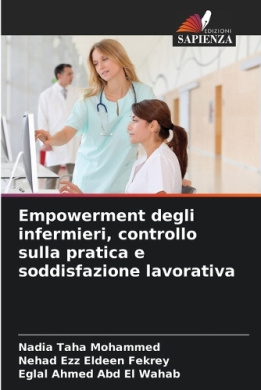 EDIZIONI
SAPIENZA
Empowerment degli
infermieri, controllo
sulla pratica e
soddisfazione lavorativa
Nadia Taha Mohammed
Nehad Ezz Eldeen Fekrey
Eglal Ahmed Abd El Wahab